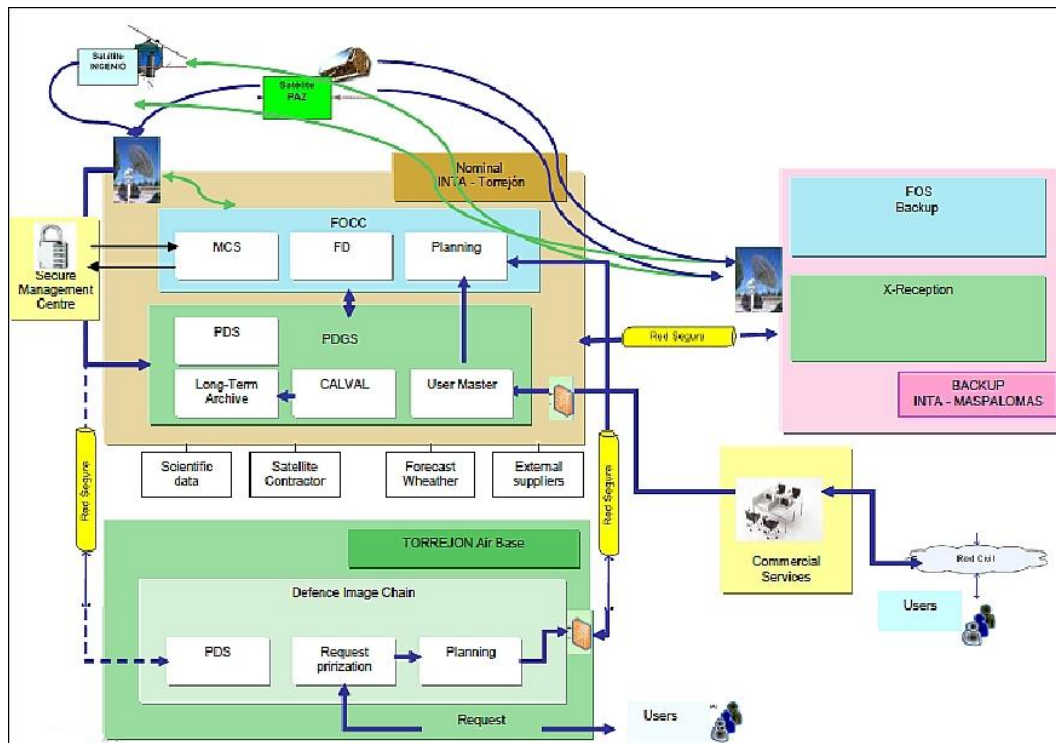 Satélite
INGENIO
Satélite
PAZ
Nominal
INTA - Torrejón
FOCC
MCS
FD
Planning
Secure
Management
Centre
FOS
Backup
X-Reception
BACKUP
INTA - MASPALOMAS
Red Segura
PDGS
PDS
Long-Term
Archive
CALVAL
User Master
Red Segura
Red Segura
Scientific
data
Satellite
Contractor
Forecast
Wheather
External
suppliers
Commercial
Services
Red Civil
Users
TORREJON Air Base
Defence Image Chain
PDS
Request
prirization
Planning
Request
Users